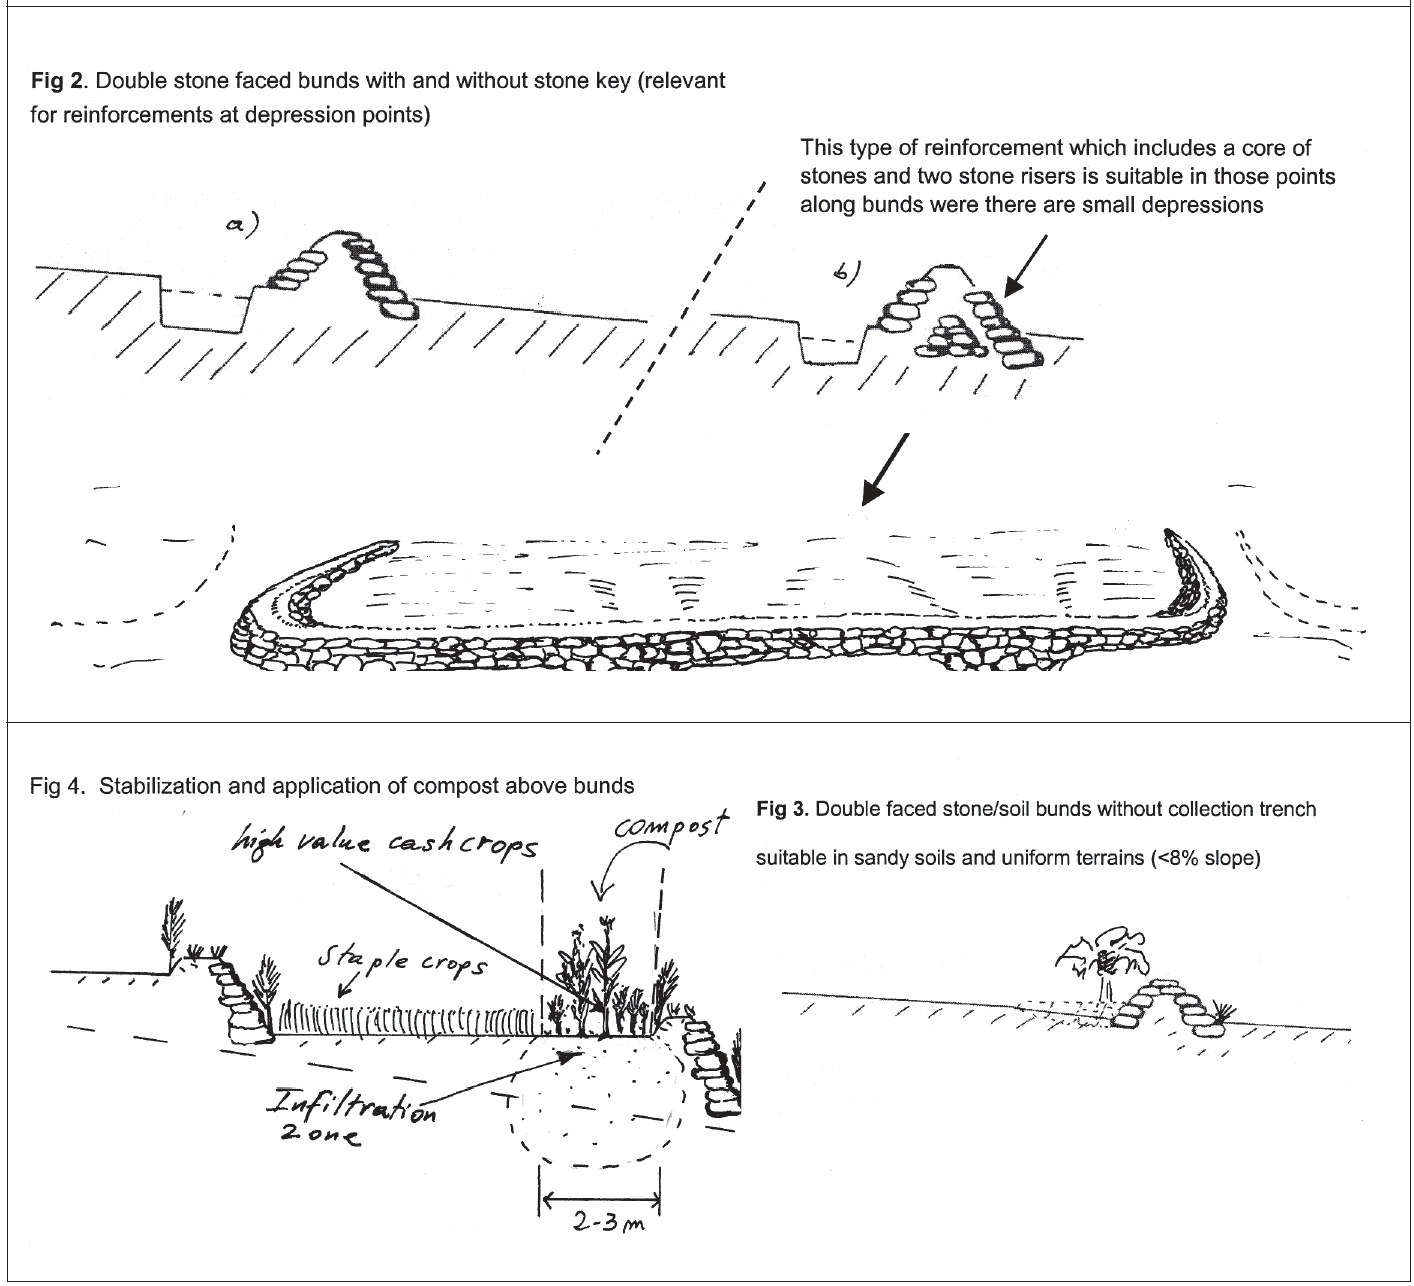 Fig 2. Double stone faced bunds with and without stone key (relevant
for reinforcements at depression points)
This type of reinforcement which includes a core of
stones and two stone risers is suitable in those points
along bunds were there are small depressions
a)
b)
Fig 4. Stabilization and application of compost above bunds
high value cash crops
compost
staple crops
Infiltration
zone
2-3 m
Fig 3. Double faced stone/soil bunds without collection trench
suitable in sandy soils and uniform terrains (<8% slope)